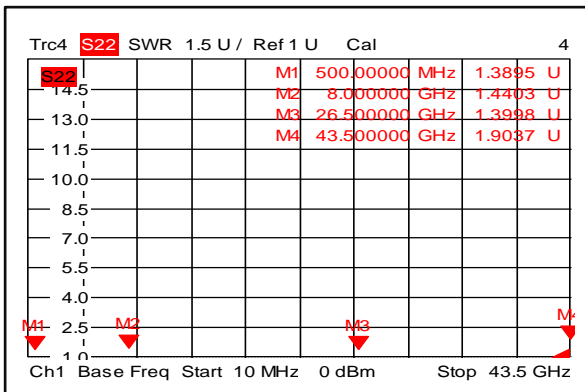 Trc4 S22 SWR 1.5 U / Ref 1 U Cal 4
S22
M1 500.00000 MHz 1.3895 U
14.5
M2 8.000000 GHz 1.4403 U
M3 26.500000 GHz 1.3998 U
13.0
M4 43.500000 GHz 1.9037 U
11.5
10.0
8.5
7.0
5.5
4.0
M1 M2 2.5 M3 M4
1.0
Ch1 Base Freq Start 10 MHz 0 dBm Stop 43.5 GHz